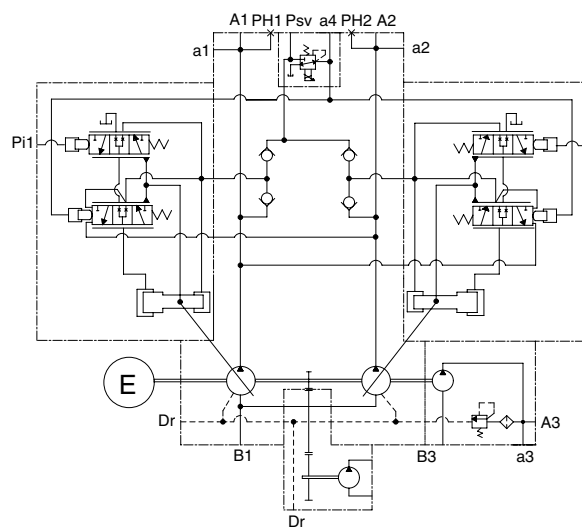 A1 PH1 Psv a4 PH2 A2
a1 a2
Pi1
E
Dr A3
B1 B3 a3
Dr